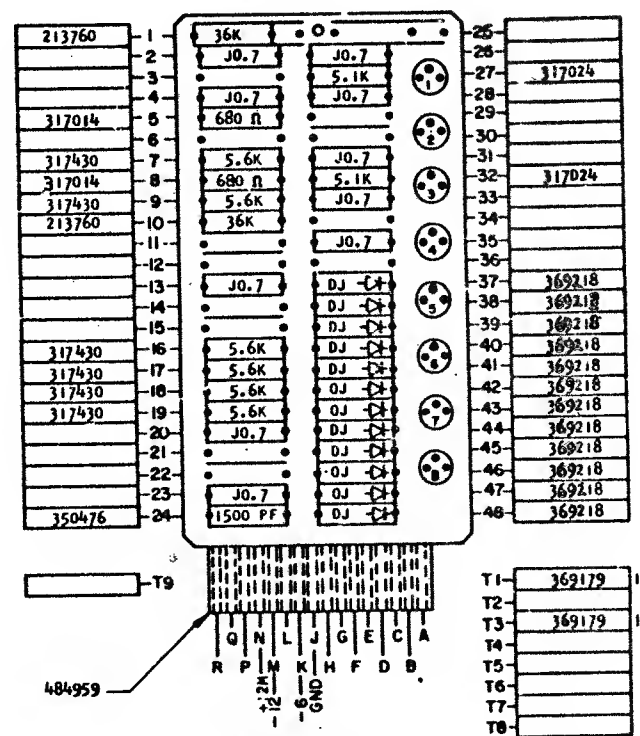 213760 1 36K 25
2 J0.7 J0.7 26
3 5.1K 1 27 317024
4 J0.7 J0.7 28
317014 5 680 Ω 29
6 2 30
317430 7 5.6K J0.7 31
317014 8 680 Ω 5.1K 3 32 317024
317430 9 5.6K J0.7 33
213760 10 36K 34
11 J0.7 4 35
12 36
13 J0.7 DJ 37 369218
14 DJ 5 38 369218
15 DJ 39 369218
317430 16 5.6K DJ 6 40 369218
317430 17 5.6K DJ 41 369218
317430 18 5.6K DJ 42 369218
317430 19 5.6K DJ 7 43 369218
20 J0.7 DJ 44 369218
21 DJ 45 369218
22 DJ 8 46 369218
23 J0.7 DJ 47 369218
350476 24 1500 PF DJ 48 369218
T9
T1 369179 1
T2
T3 369179 1
T4
T5
T6
T7
T8
Q N L J G E C A
R P M K H F D B
+12M
-12
-6
GND
484959